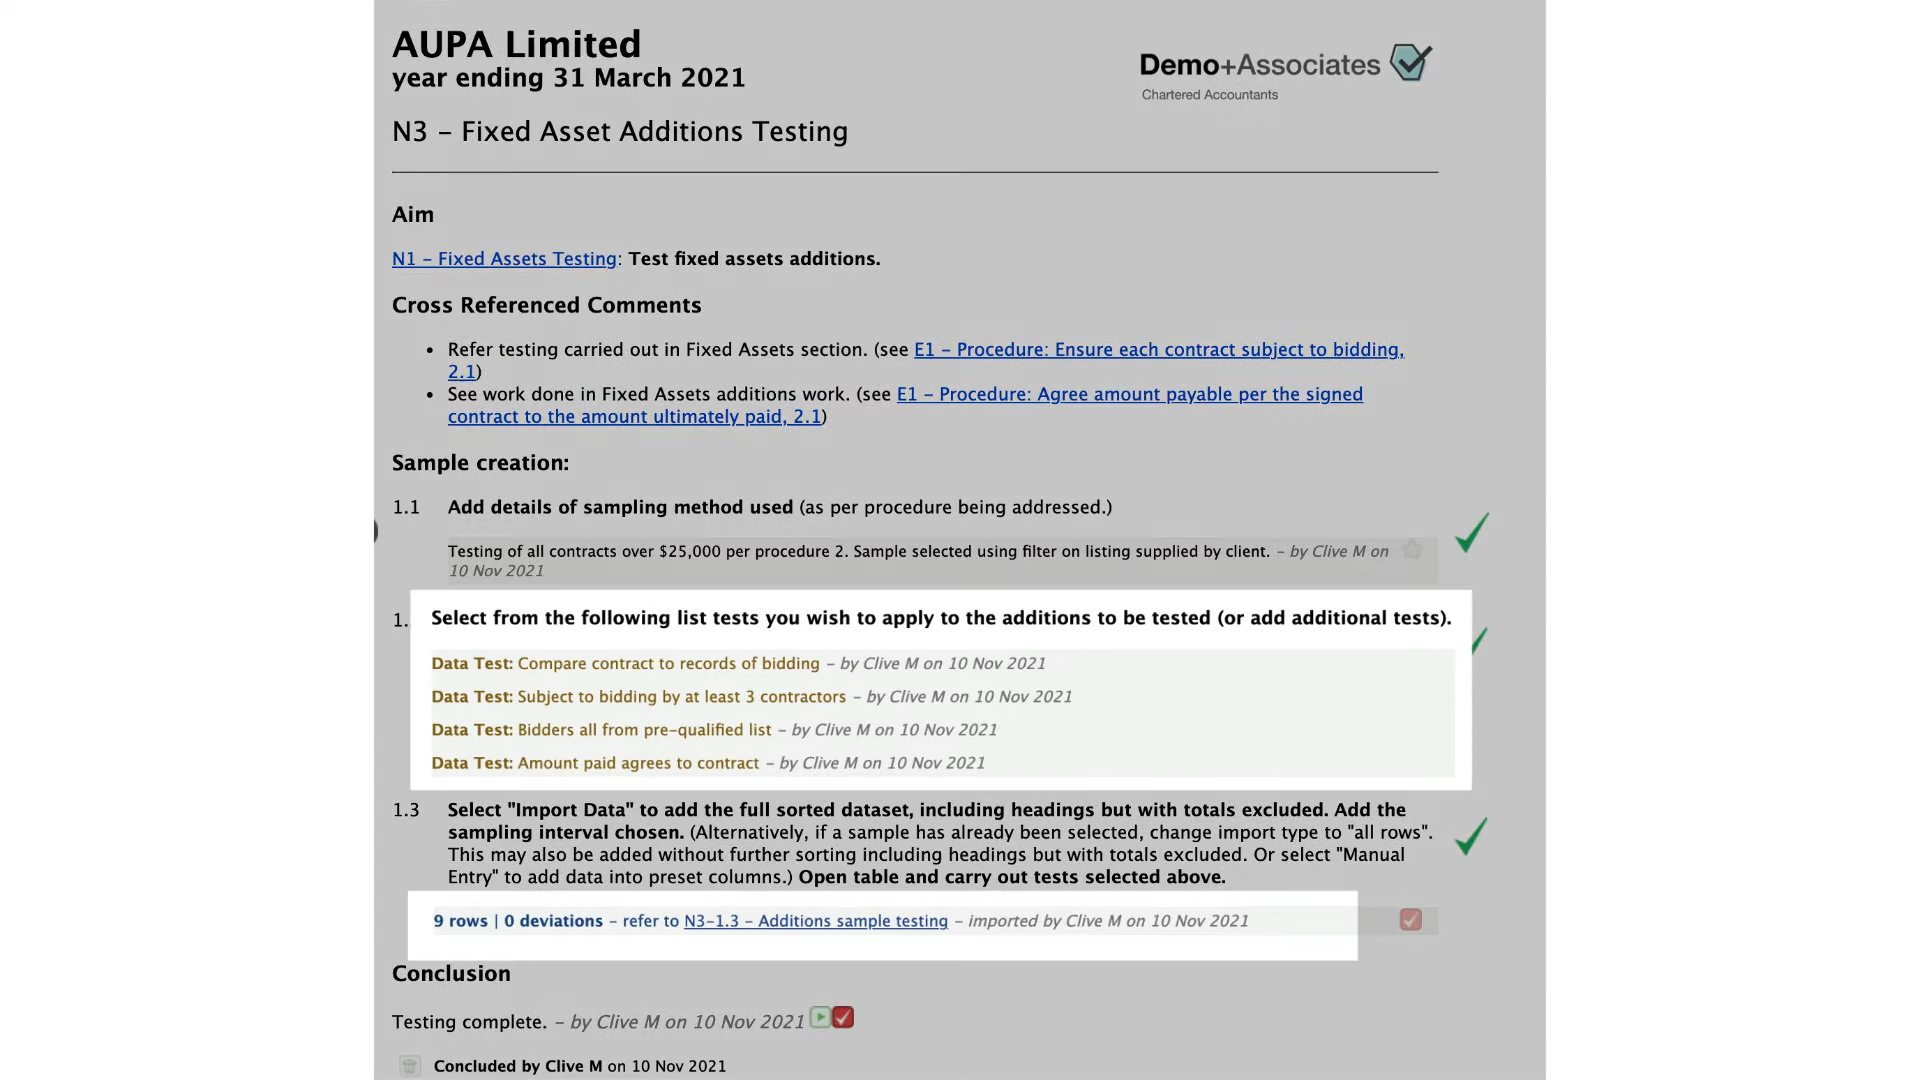 AUPA Limited
year ending 31 March 2021
Demo+Associates
Chartered Accountants
N3 – Fixed Asset Additions Testing
Aim
N1 – Fixed Assets Testing: Test fixed assets additions.
Cross Referenced Comments
• Refer testing carried out in Fixed Assets section. (see E1 – Procedure: Ensure each contract subject to bidding,
2.1)
• See work done in Fixed Assets additions work. (see E1 – Procedure: Agree amount payable per the signed
contract to the amount ultimately paid, 2.1)
Sample creation:
1.1 Add details of sampling method used (as per procedure being addressed.)
Testing of all contracts over $25,000 per procedure 2. Sample selected using filter on listing supplied by client. – by Clive M on
10 Nov 2021
1. Select from the following list tests you wish to apply to the additions to be tested (or add additional tests).
Data Test: Compare contract to records of bidding – by Clive M on 10 Nov 2021
Data Test: Subject to bidding by at least 3 contractors – by Clive M on 10 Nov 2021
Data Test: Bidders all from pre-qualified list – by Clive M on 10 Nov 2021
Data Test: Amount paid agrees to contract – by Clive M on 10 Nov 2021
1.3 Select "Import Data" to add the full sorted dataset, including headings but with totals excluded. Add the
sampling interval chosen. (Alternatively, if a sample has already been selected, change import type to "all rows".
This may also be added without further sorting including headings but with totals excluded. Or select "Manual
Entry" to add data into preset columns.) Open table and carry out tests selected above.
9 rows | 0 deviations – refer to N3-1.3 – Additions sample testing – imported by Clive M on 10 Nov 2021
Conclusion
Testing complete. – by Clive M on 10 Nov 2021
Concluded by Clive M on 10 Nov 2021